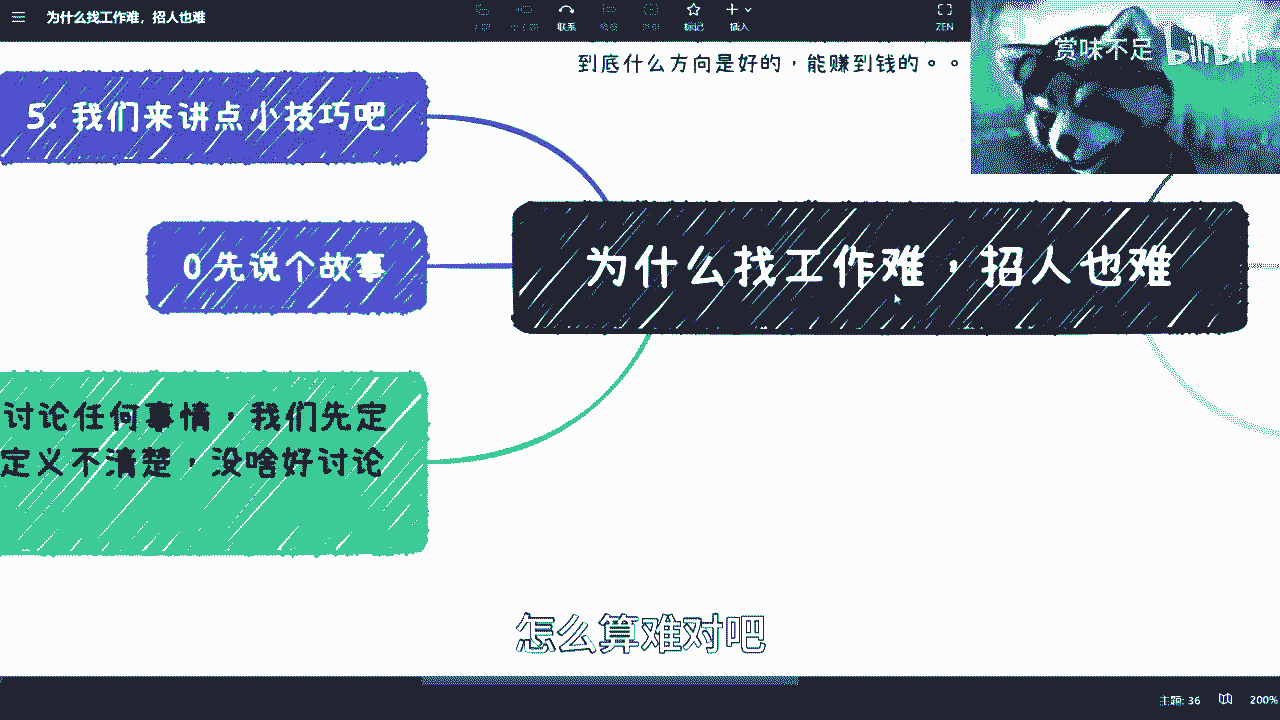 为什么找工作难，招人也难
联系
标记
插入
ZEN
到底什么方向是好的，能赚到钱的。。
赏味不足
bilibili
5. 我们来讲点小技巧吧
0 先说个故事
为什么找工作难，招人也难
讨论任何事情，我们先定
定义不清楚，没啥好讨论
怎么算难对吧
主题: 36
200%